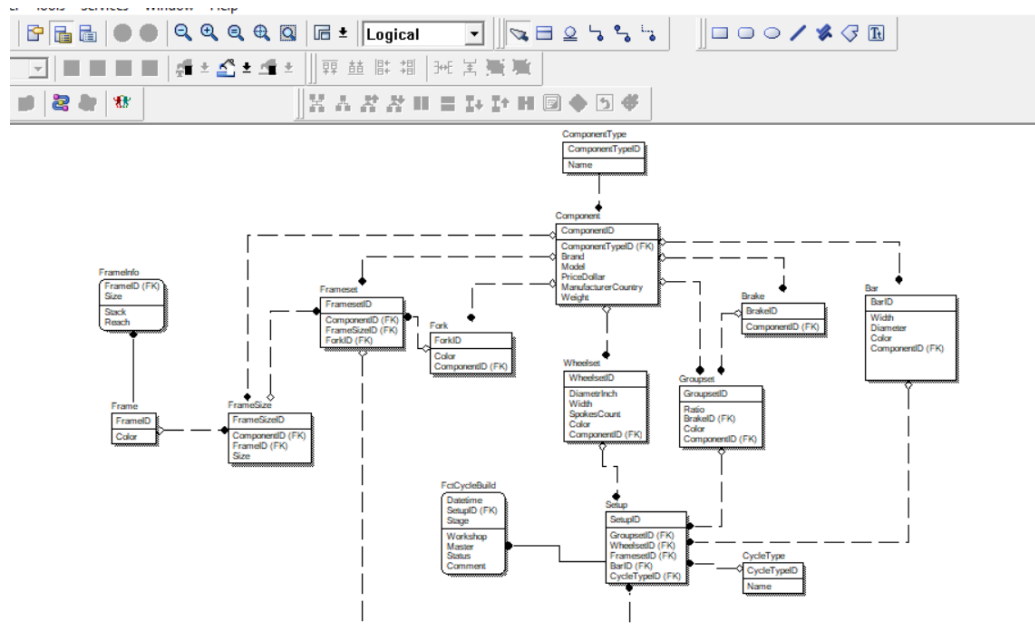 Tools Services Window Help
Logical
ComponentType
ComponentTypeID
Name
Component
ComponentID
ComponentTypeID (FK)
Brand
Model
PriceDollar
ManufacturerCountry
Weight
FrameInfo
FrameID (FK)
Size
Stack
Reach
Frameset
FramesetID
ComponentID (FK)
FrameSizeID (FK)
ForkID (FK)
Fork
ForkID
Color
ComponentID (FK)
Brake
BrakeID
ComponentID (FK)
Bar
BarID
Width
Diameter
Color
ComponentID (FK)
Wheelset
WheelsetID
DiametrInch
Width
SpokesCount
Color
ComponentID (FK)
Groupset
GroupsetID
Ratio
BrakeID (FK)
Color
ComponentID (FK)
Frame
FrameID
Color
FrameSize
FrameSizeID
ComponentID (FK)
FrameID (FK)
Size
FctCycleBuild
Datetime
SetupID (FK)
Stage
Workshop
Master
Status
Comment
Setup
SetupID
GroupsetID (FK)
WheelsetID (FK)
FramesetID (FK)
BarID (FK)
CycleTypeID (FK)
CycleType
CycleTypeID
Name